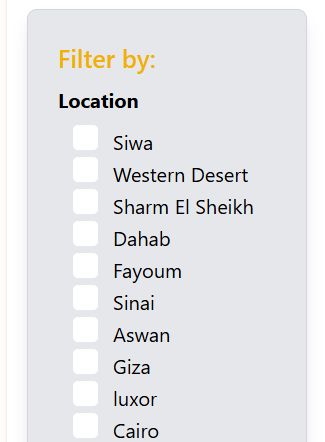 Filter by:
Location
Siwa
Western Desert
Sharm El Sheikh
Dahab
Fayoum
Sinai
Aswan
Giza
luxor
Cairo